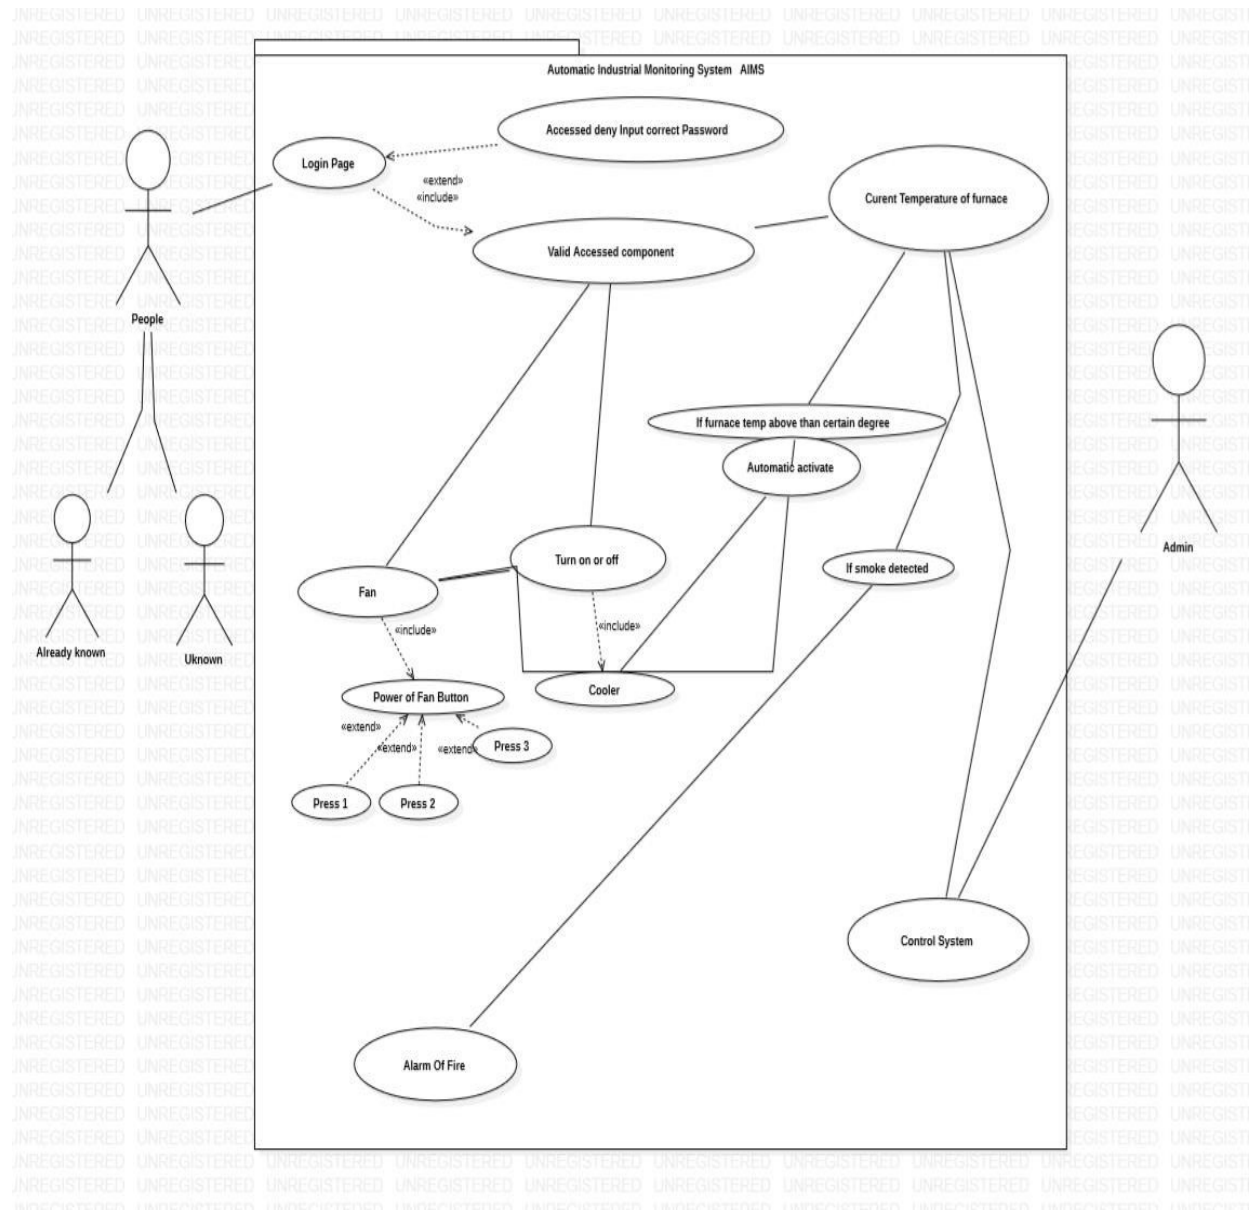 UNREGISTERED
Automatic Industrial Monitoring System AIMS
Accessed deny Input correct Password
Login Page
«extend»
«include»
Curent Temperature of furnace
Valid Accessed component
People
If furnace temp above than certain degree
Automatic activate
Admin
Turn on or off
If smoke detected
Fan
«include»
«include»
Already known
Uknown
Power of Fan Button
Cooler
«extend»
«extend»
«extend»
Press 3
Press 1
Press 2
Control System
Alarm Of Fire